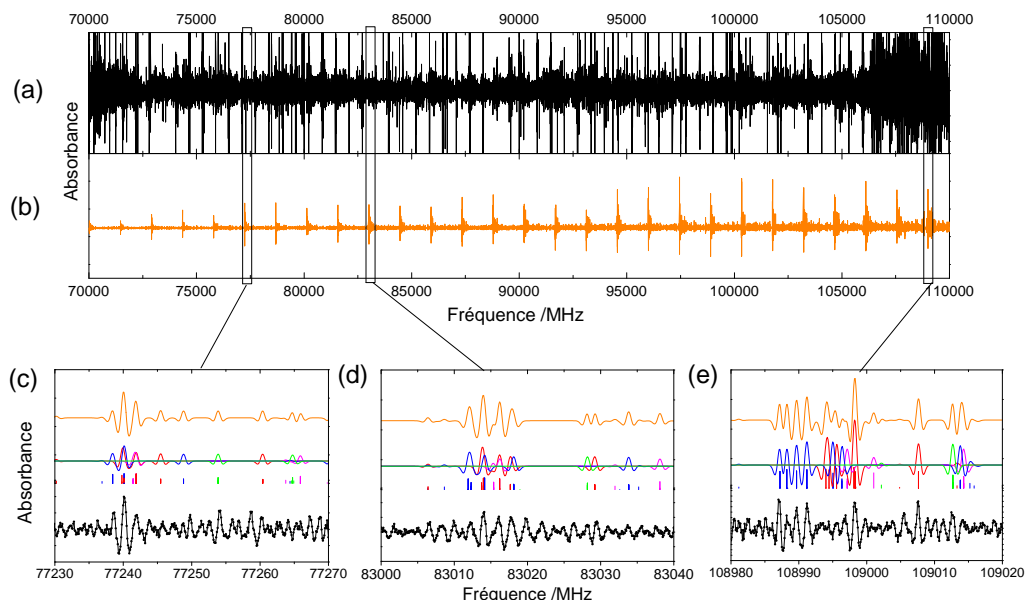 70000 75000 80000 85000 90000 95000 100000 105000 110000
(a)
Absorbance
(b)
70000 75000 80000 85000 90000 95000 100000 105000 110000
Fréquence /MHz
(c)
(d)
(e)
Absorbance
77230 77240 77250 77260 77270
83000 83010 83020 83030 83040
108980 108990 109000 109010 109020
Fréquence /MHz